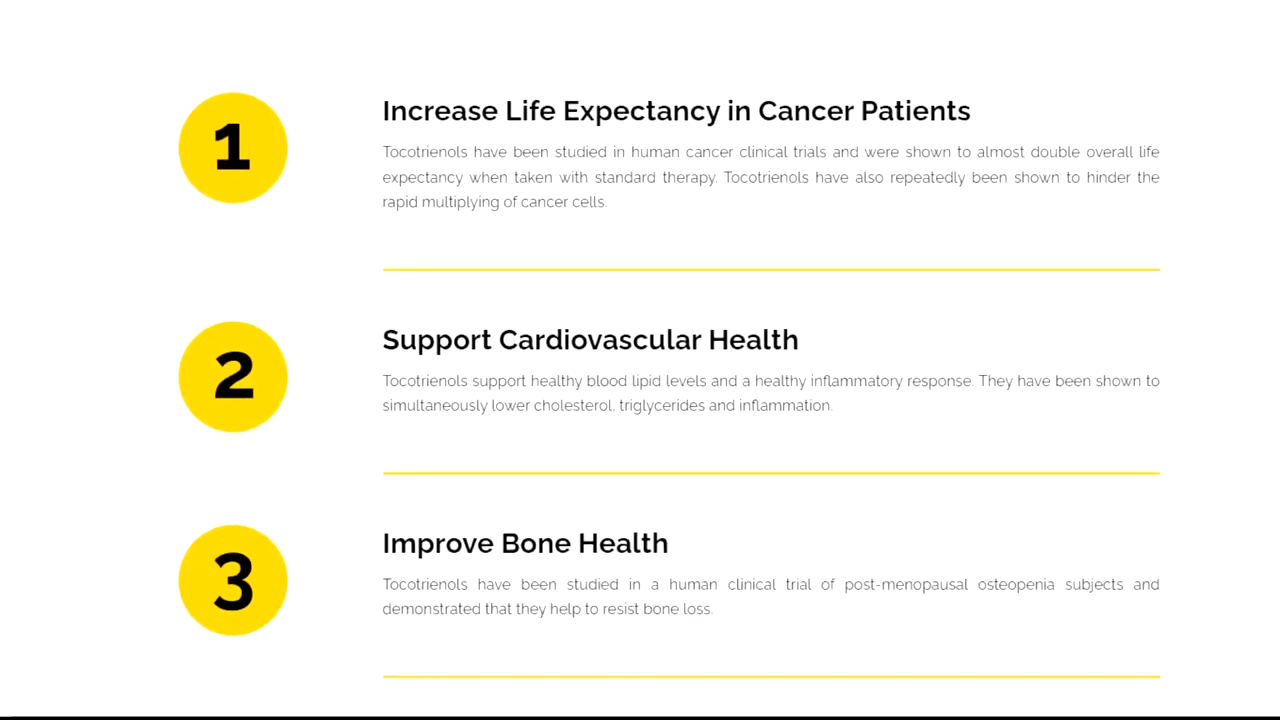 1
Increase Life Expectancy in Cancer Patients
Tocotrienols have been studied in human cancer clinical trials and were shown to almost double overall life
expectancy when taken with standard therapy. Tocotrienols have also repeatedly been shown to hinder the
rapid multiplying of cancer cells.
2
Support Cardiovascular Health
Tocotrienols support healthy blood lipid levels and a healthy inflammatory response. They have been shown to
simultaneously lower cholesterol, triglycerides and inflammation.
3
Improve Bone Health
Tocotrienols have been studied in a human clinical trial of post-menopausal osteopenia subjects and
demonstrated that they help to resist bone loss.